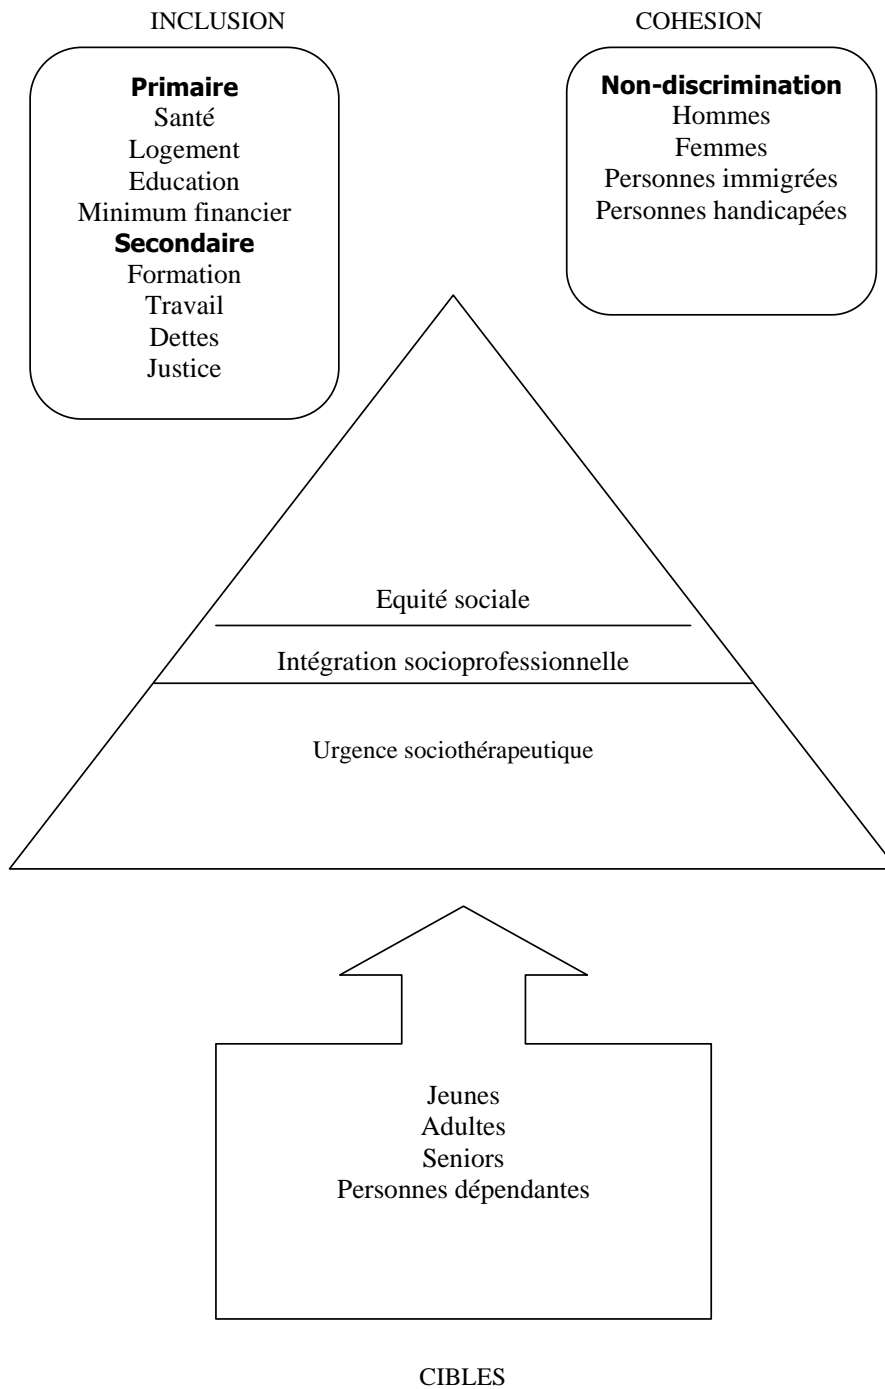 INCLUSION
Primaire
Santé
Logement
Education
Minimum financier
Secondaire
Formation
Travail
Dettes
Justice
COHESION
Non-discrimination
Hommes
Femmes
Personnes immigrées
Personnes handicapées
Equité sociale
Intégration socioprofessionnelle
Urgence sociothérapeutique
Jeunes
Adultes
Seniors
Personnes dépendantes
CIBLES